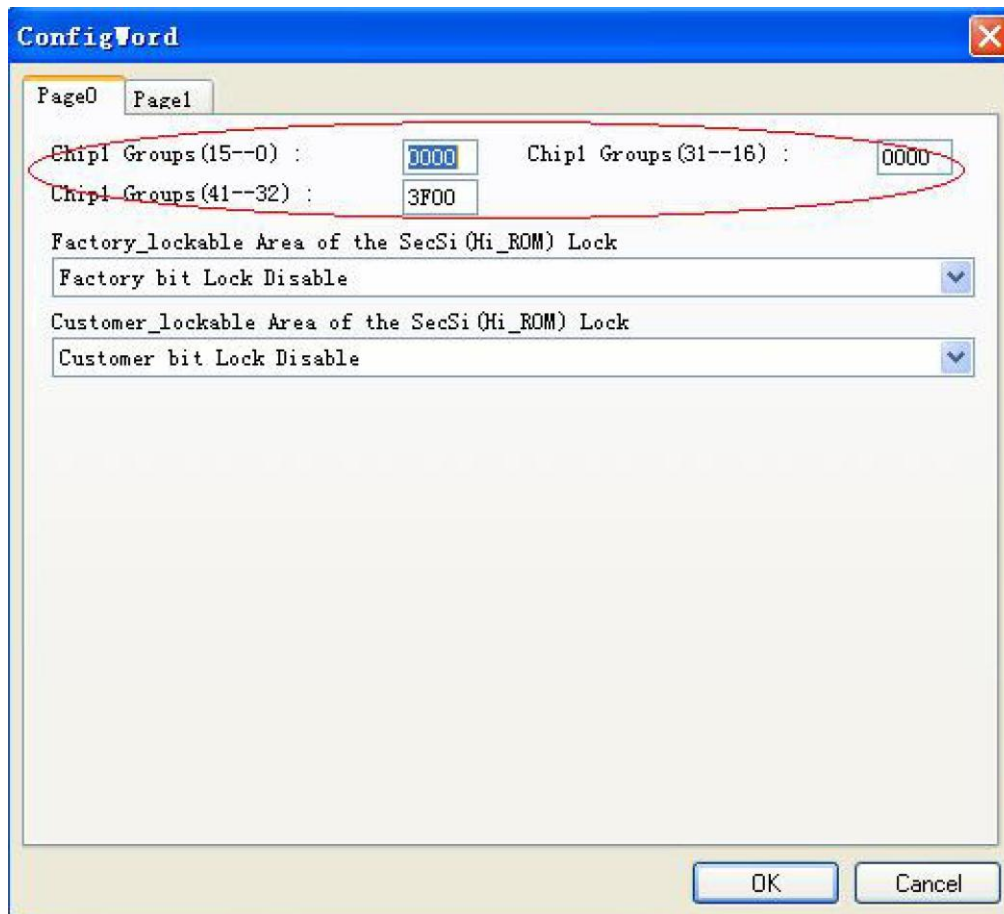 ConfigWord
Page0 Page1
Chip1 Groups(15--0) : 0000 Chip1 Groups(31--16) : 0000
Chip1 Groups(41--32) : 3F00
Factory_lockable Area of the SecSi(Hi_ROM) Lock
Factory bit Lock Disable
Customer_lockable Area of the SecSi(Hi_ROM) Lock
Customer bit Lock Disable
OK Cancel